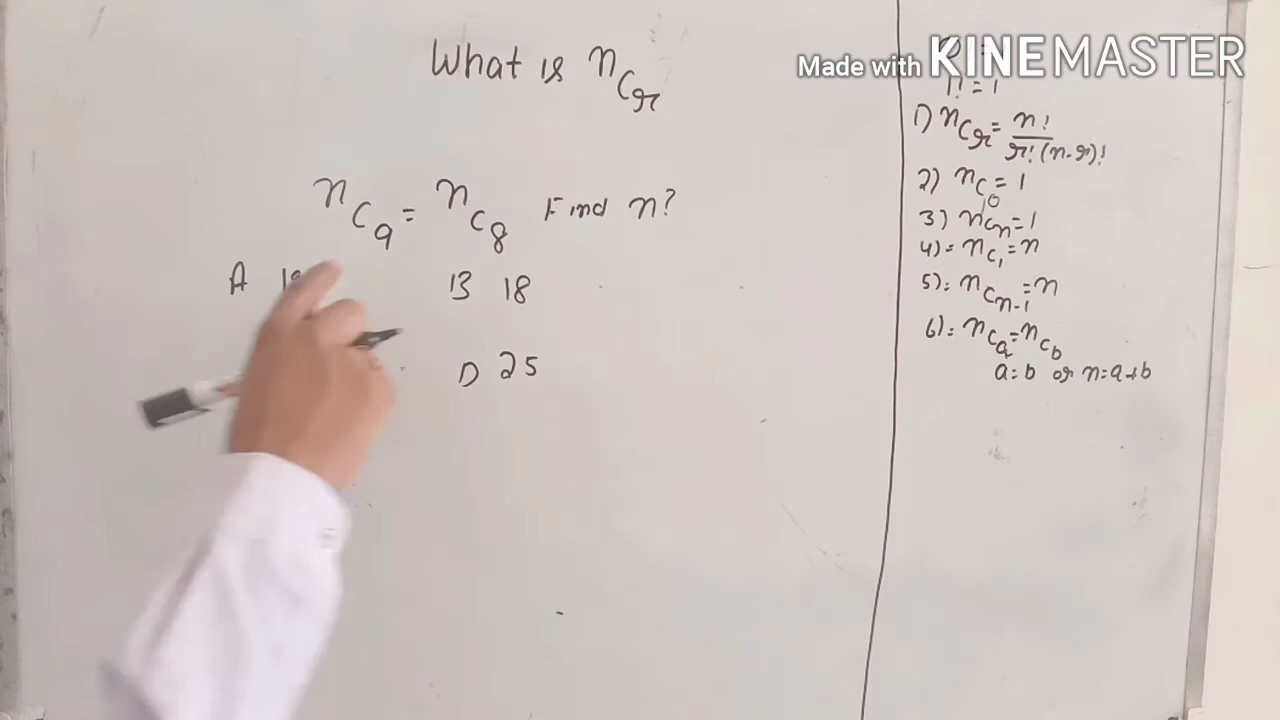 What is nCr
nC9 = nC8 Find n?
A
B 18
D 25
Made with KINEMASTER
1! = 1
1) nCr = n! / r! (n-r)!
2) nC0 = 1
3) nCn = 1
4) = nC1 = n
5) = nCn-1 = n
6) = nCa = nCb
a = b or n = a+b